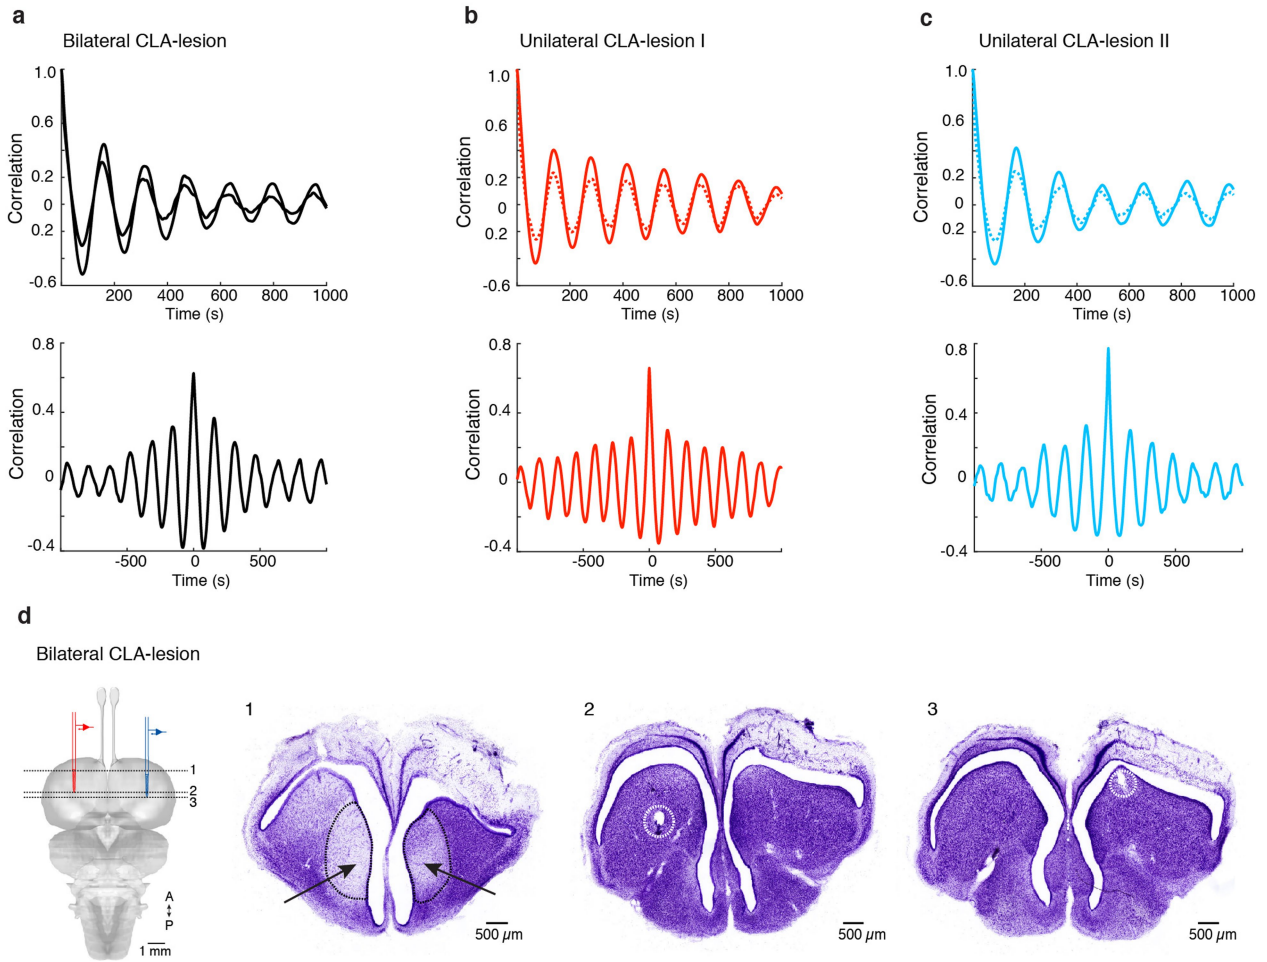 a
Bilateral CLA-lesion
1.0
0.6
0.2
0
0.2
-0.6
Correlation
200 400 600 800 1000
Time (s)
0.8
0.4
0
-0.4
Correlation
-500 0 500
Time (s)
b
Unilateral CLA-lesion I
1.0
0.6
0.2
0
0.2
-0.6
Correlation
200 400 600 800 1000
Time (s)
0.8
0.4
0
-0.4
Correlation
-500 0 500
Time (s)
c
Unilateral CLA-lesion II
1.0
0.6
0.2
0
0.2
-0.6
Correlation
200 400 600 800 1000
Time (s)
0.8
0.4
0
-0.4
Correlation
-500 0 500
Time (s)
d
Bilateral CLA-lesion
1
2
3
A
P
1 mm
1
500 µm
2
500 µm
3
500 µm